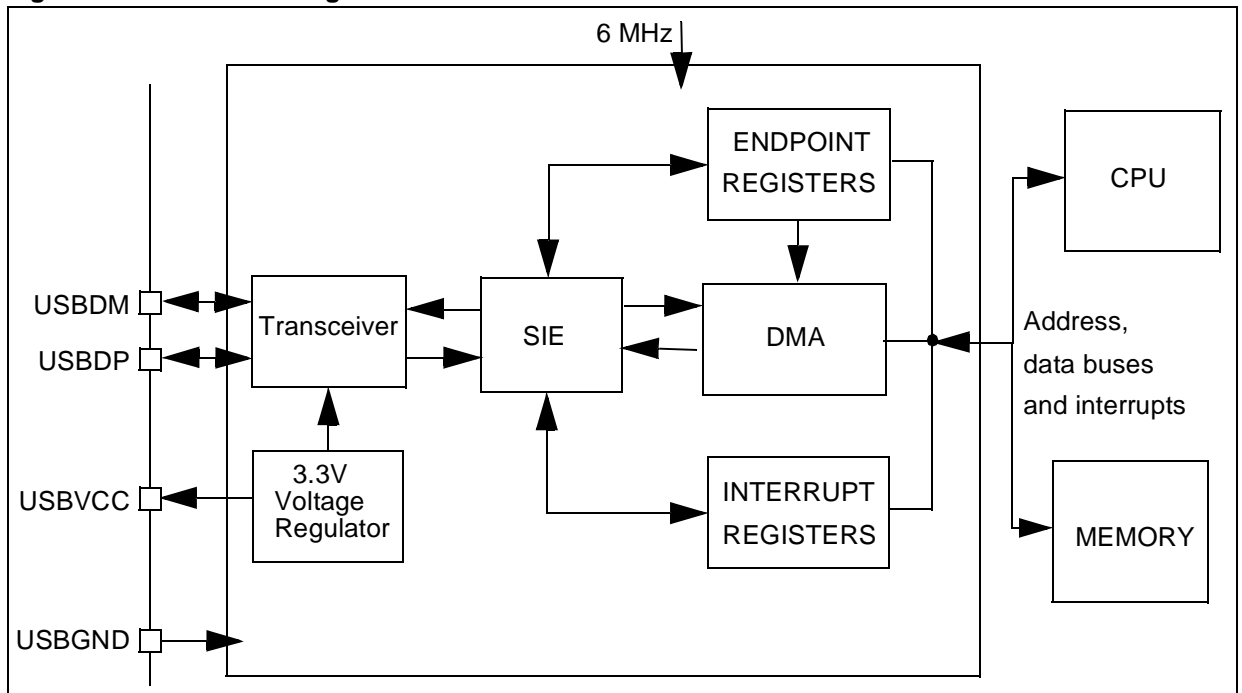 6 MHz
ENDPOINT
REGISTERS
CPU
USBDM
Transceiver
SIE
DMA
Address,
data buses
and interrupts
USBDP
3.3V
Voltage
Regulator
USBVCC
INTERRUPT
REGISTERS
MEMORY
USBGND